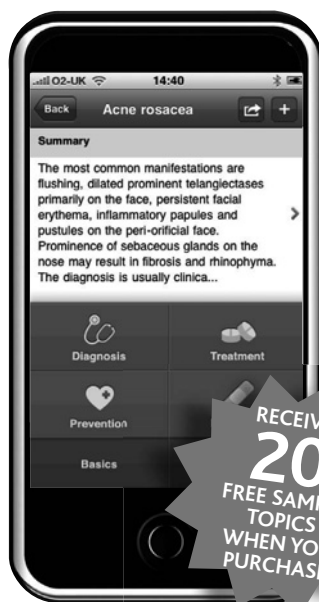 O2-UK 14:40
Back Acne rosacea +
Summary
The most common manifestations are
flushing, dilated prominent telangiectases
primarily on the face, persistent facial
erythema, inflammatory papules and
pustules on the peri-orificial face.
Prominence of sebaceous glands on the
nose may result in fibrosis and rhinophyma.
The diagnosis is usually clinica...
Diagnosis Treatment
Prevention
Basics
RECEIV
20
FREE SAM
TOPICS
WHEN YO
PURCHAS